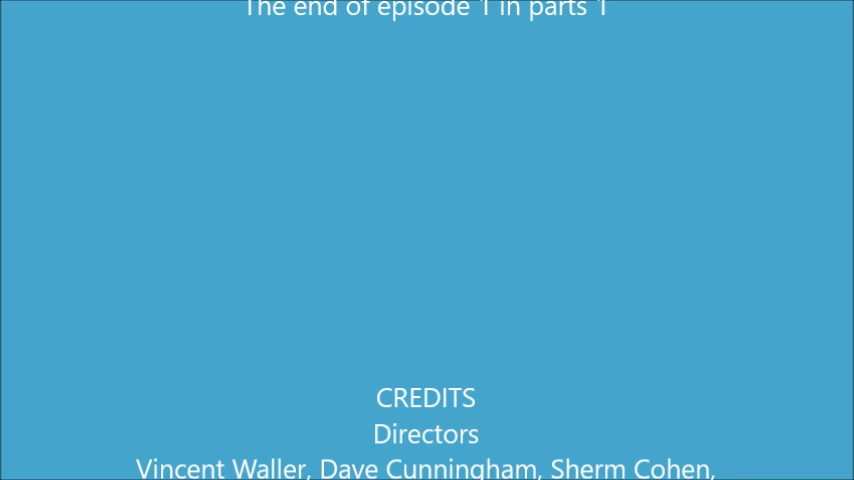 The end of episode 1 in parts 1
CREDITS
Directors
Vincent Waller, Dave Cunningham, Sherm Cohen,